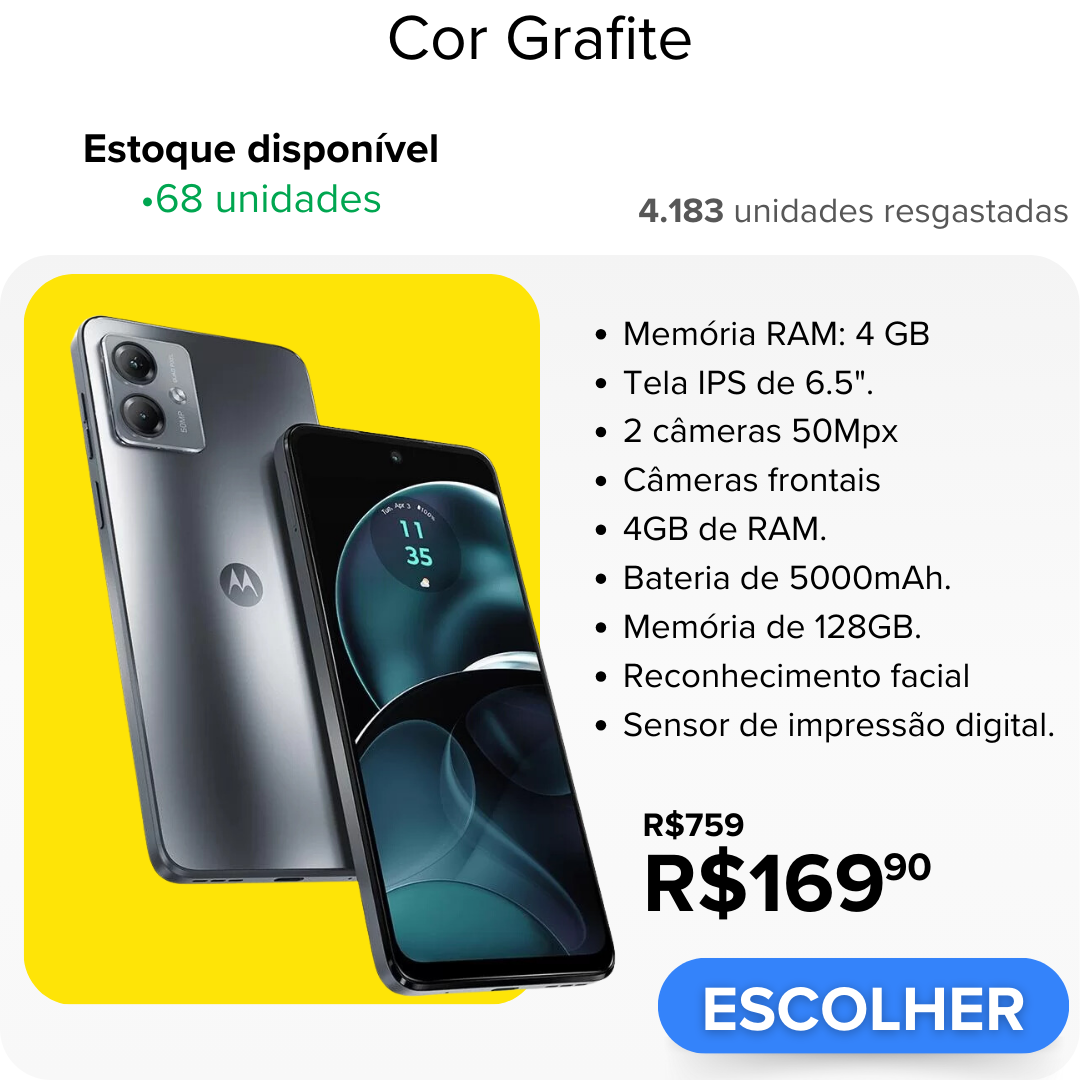 Cor Grafite
Estoque disponível
•68 unidades
4.183 unidades resgastadas
50MP
Tue, Apr 3 100%
11
35
• Memória RAM: 4 GB
• Tela IPS de 6.5".
• 2 câmeras 50Mpx
• Câmeras frontais
• 4GB de RAM.
• Bateria de 5000mAh.
• Memória de 128GB.
• Reconhecimento facial
• Sensor de impressão digital.
R$759
R$16990
ESCOLHER